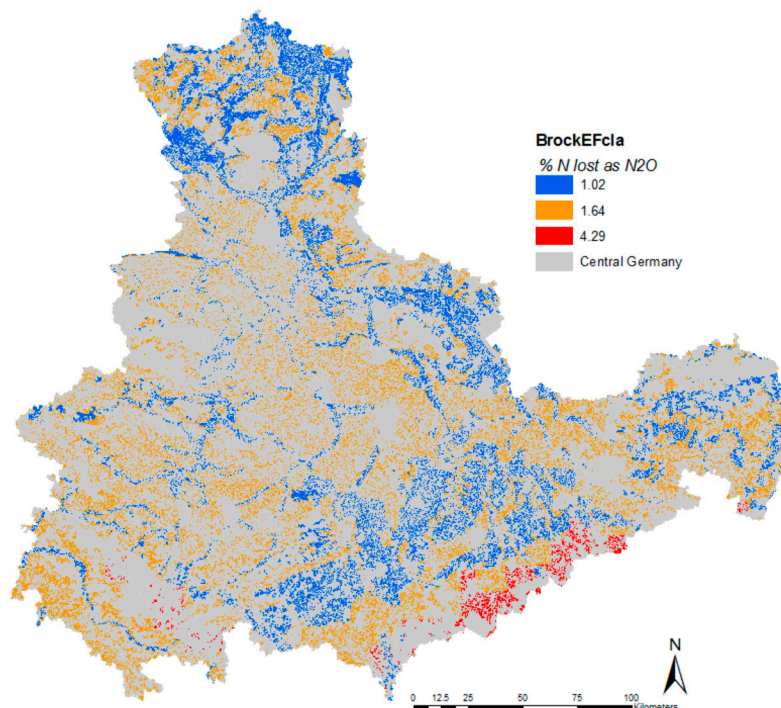 BrockEFcla
% N lost as N2O
1.02
1.64
4.29
Central Germany
N
0 12.5 25 50 75 100
Kilometers